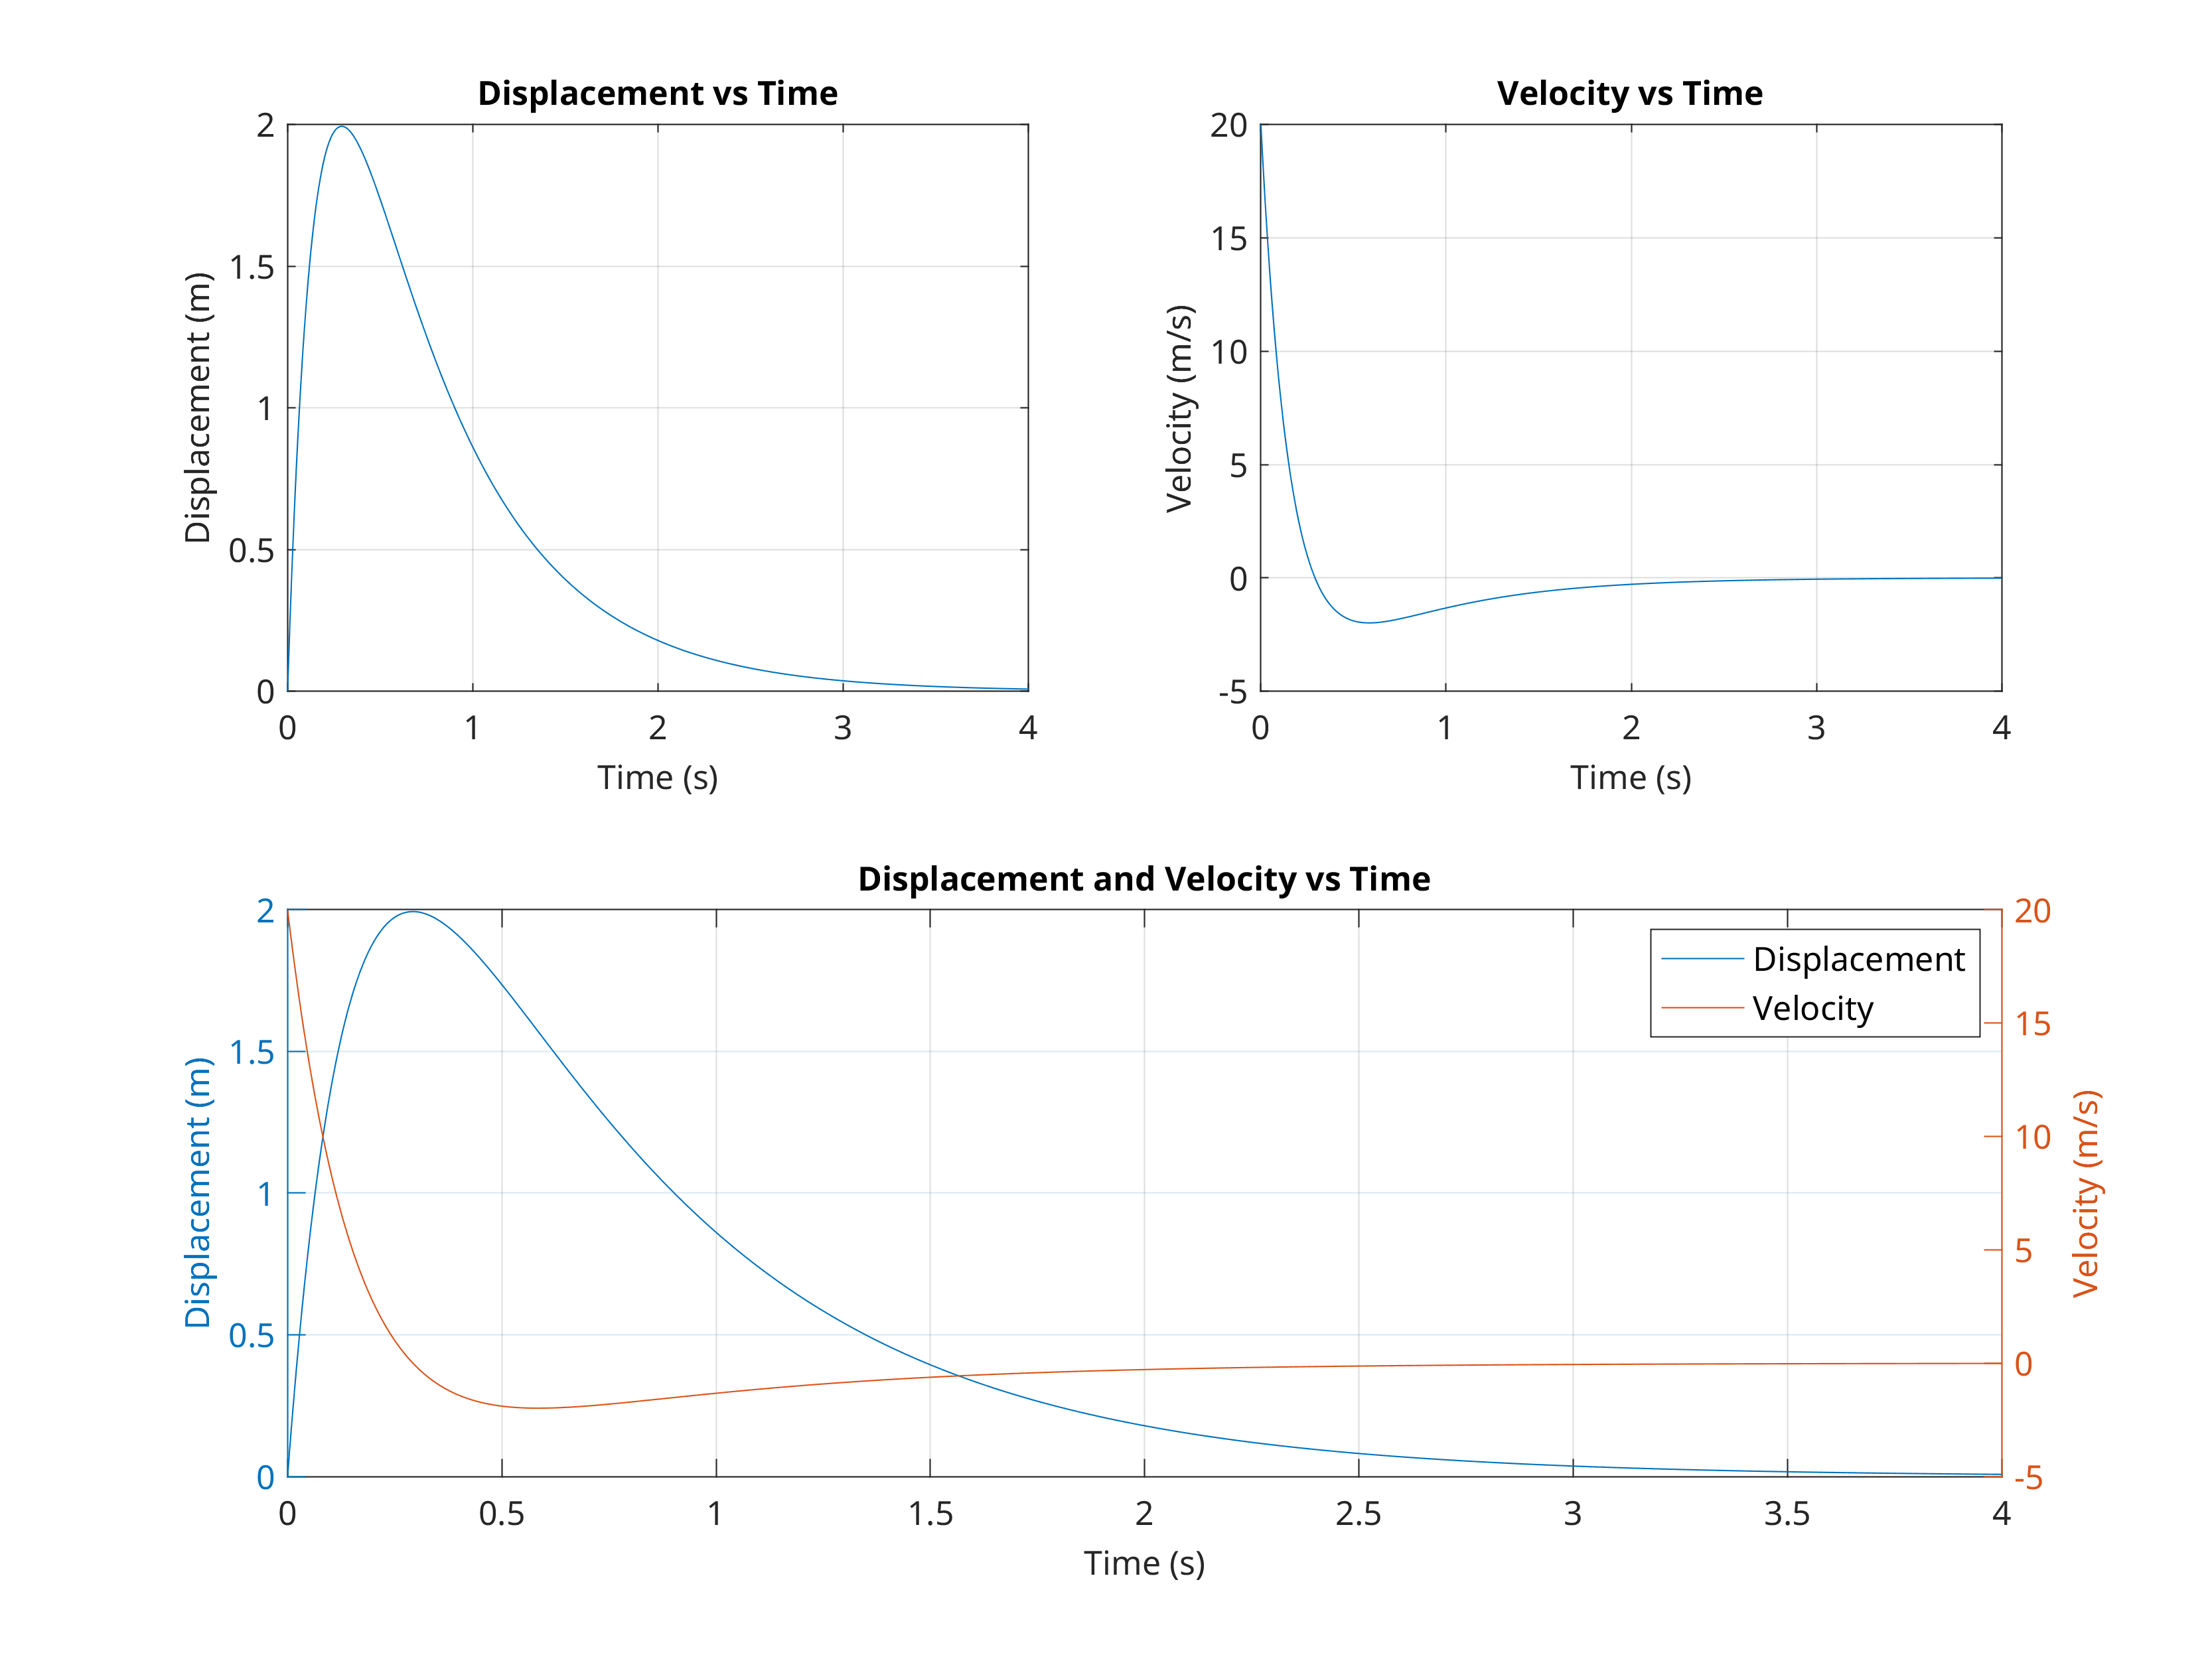 Displacement vs Time
2
1.5
1
0.5
0
Displacement (m)
0 1 2 3 4
Time (s)
Velocity vs Time
20
15
10
5
0
-5
Velocity (m/s)
0 1 2 3 4
Time (s)
Displacement and Velocity vs Time
2
1.5
1
0.5
0
Displacement (m)
Displacement
Velocity
20
15
10
5
0
-5
Velocity (m/s)
0 0.5 1 1.5 2 2.5 3 3.5 4
Time (s)